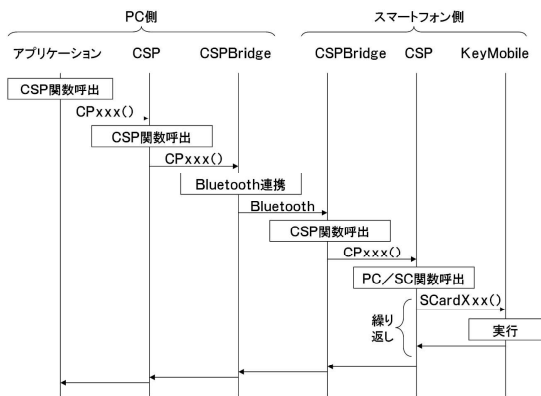 PC側 スマートフォン側
アプリケーション CSP CSPBridge CSPBridge CSP KeyMobile
CSP関数呼出
CPxxx()
CSP関数呼出
CPxxx()
Bluetooth連携
Bluetooth
CSP関数呼出
CPxxx()
PC/SC関数呼出
SCardXxx()
繰り
返し
実行